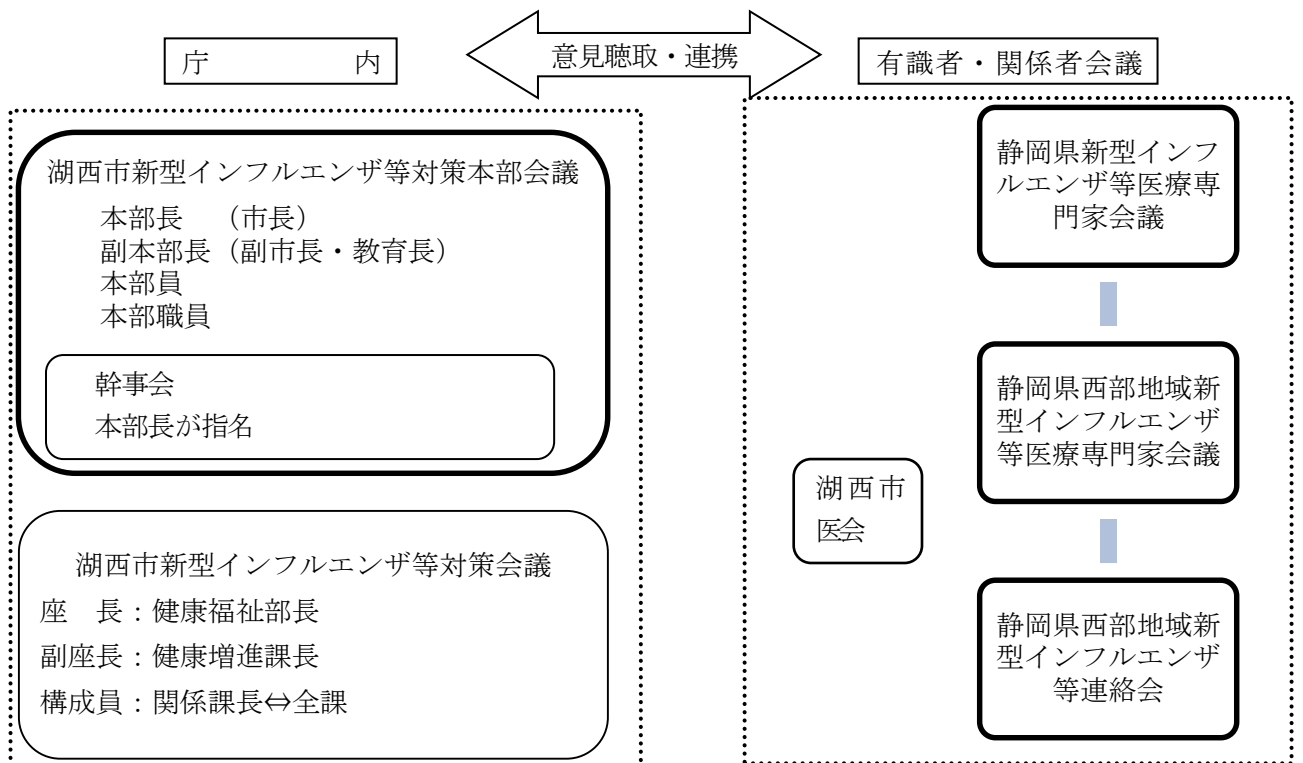 庁　　　　内
意見聴取・連携
有識者・関係者会議
湖西市新型インフルエンザ等対策本部会議
本部長　（市長）
副本部長（副市長・教育長）
本部員
本部職員
幹事会
本部長が指名
湖西市新型インフルエンザ等対策会議
座　長：健康福祉部長
副座長：健康増進課長
構成員：関係課長⇔全課
静岡県新型インフ
ルエンザ等医療専
門家会議
静岡県西部地域新
型インフルエンザ
等医療専門家会議
湖西市
医会
静岡県西部地域新
型インフルエンザ
等連絡会